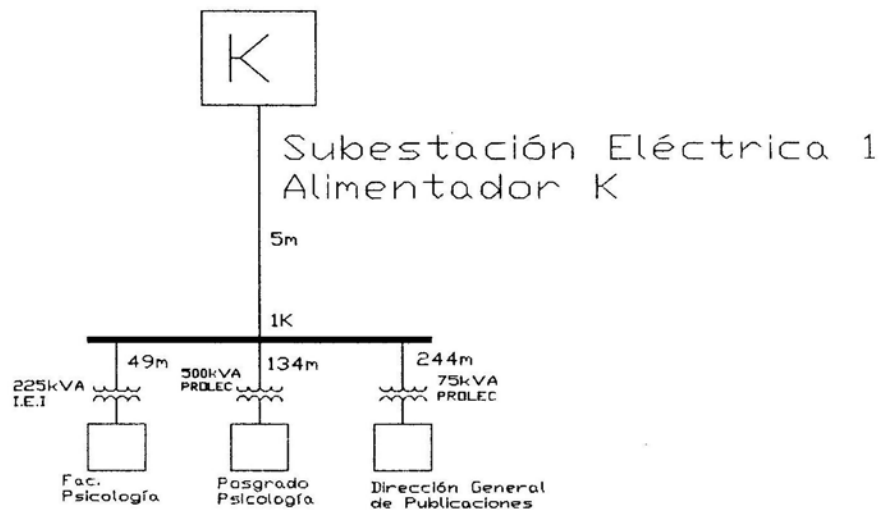 K
Subestación Eléctrica 1
Alimentador K
5m
1K
49m
134m
244m
225kVA
I.E.I
500kVA
PROLEC
75kVA
PROLEC
Fac.
Psicología
Posgrado
Psicología
Dirección General
de Publicaciones